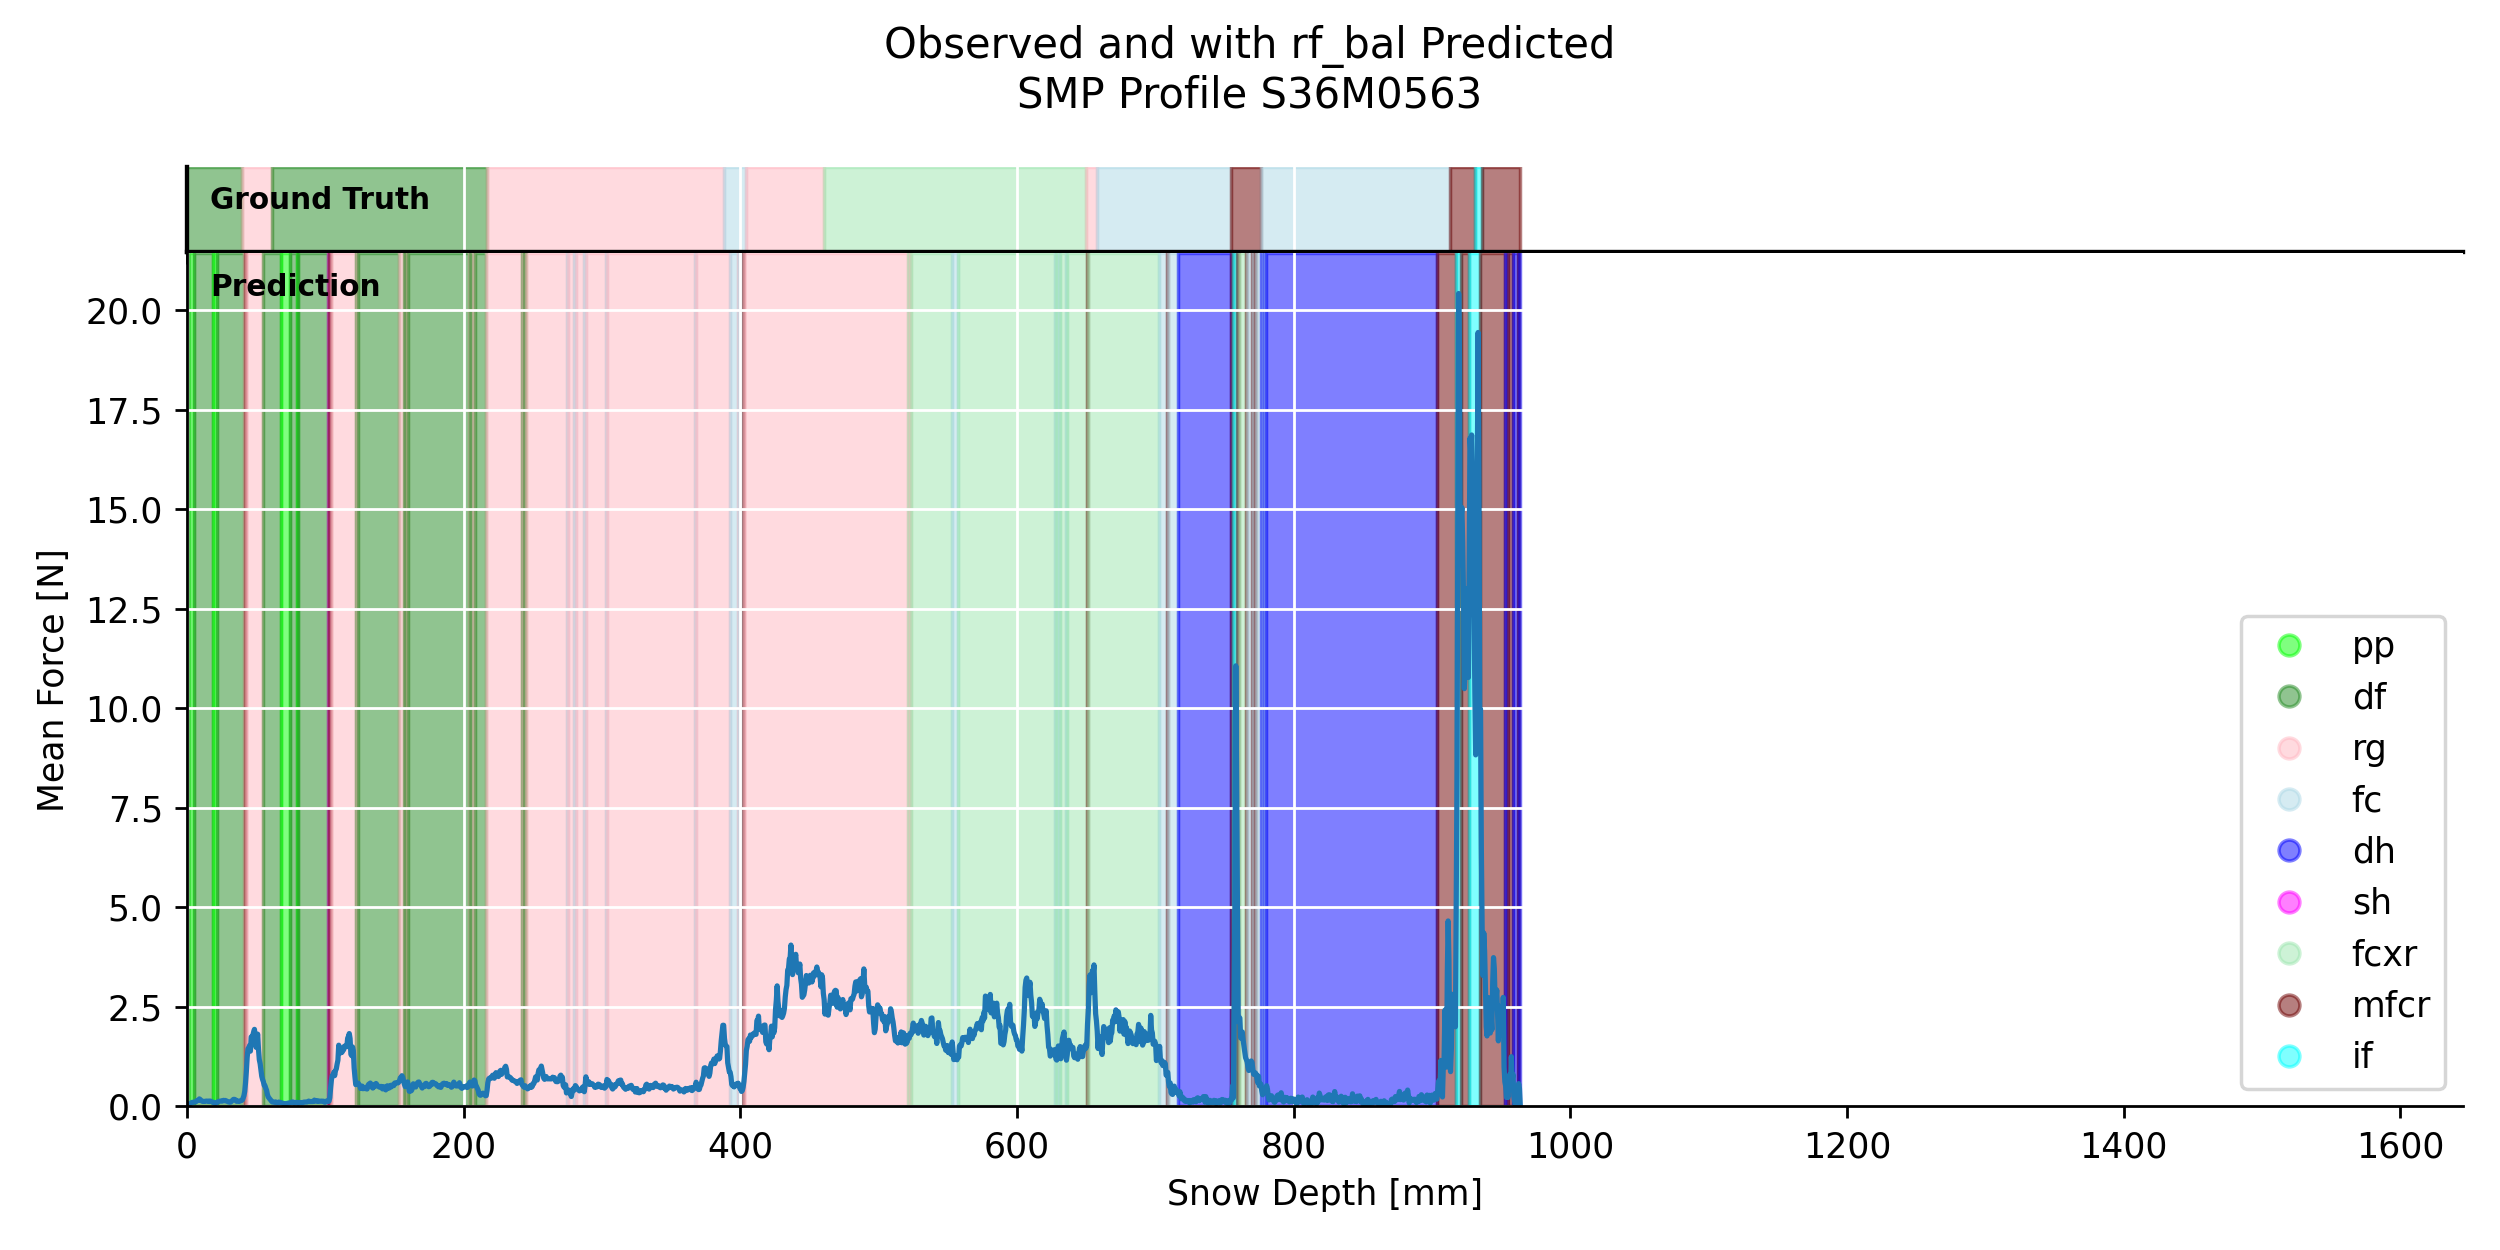 Observed and with rf_bal Predicted
SMP Profile S36M0563
Ground Truth
Prediction
20.0
17.5
15.0
12.5
10.0
7.5
5.0
2.5
0.0
Mean Force [N]
0 200 400 600 800 1000 1200 1400 1600
Snow Depth [mm]
pp
df
rg
fc
dh
sh
fcxr
mfcr
if